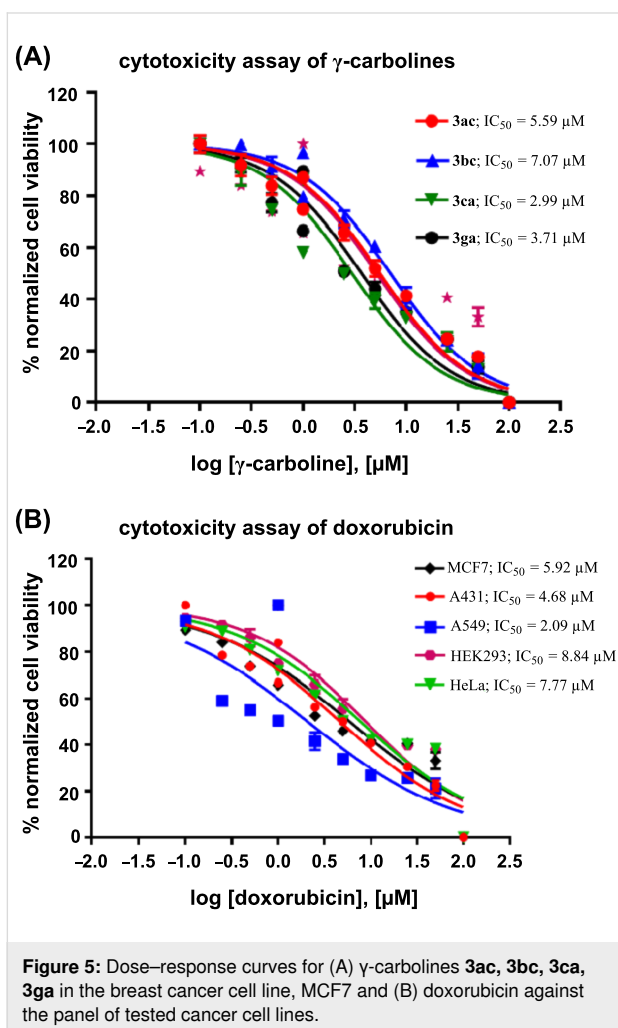 (A)
cytotoxicity assay of γ-carbolines
% normalized cell viability
120
100
80
60
40
20
0
3ac; IC50 = 5.59 µM
3bc; IC50 = 7.07 µM
3ca; IC50 = 2.99 µM
3ga; IC50 = 3.71 µM
−2.0 −1.5 −1.0 −0.5 0.0 0.5 1.0 1.5 2.0 2.5
log [γ-carboline], [µM]
(B)
cytotoxicity assay of doxorubicin
% normalized cell viability
120
100
80
60
40
20
0
MCF7; IC50 = 5.92 µM
A431; IC50 = 4.68 µM
A549; IC50 = 2.09 µM
HEK293; IC50 = 8.84 µM
HeLa; IC50 = 7.77 µM
−2.0 −1.5 −1.0 −0.5 0.0 0.5 1.0 1.5 2.0 2.5
log [doxorubicin], [µM]
Figure 5: Dose–response curves for (A) γ-carbolines 3ac, 3bc, 3ca,
3ga in the breast cancer cell line, MCF7 and (B) doxorubicin against
the panel of tested cancer cell lines.